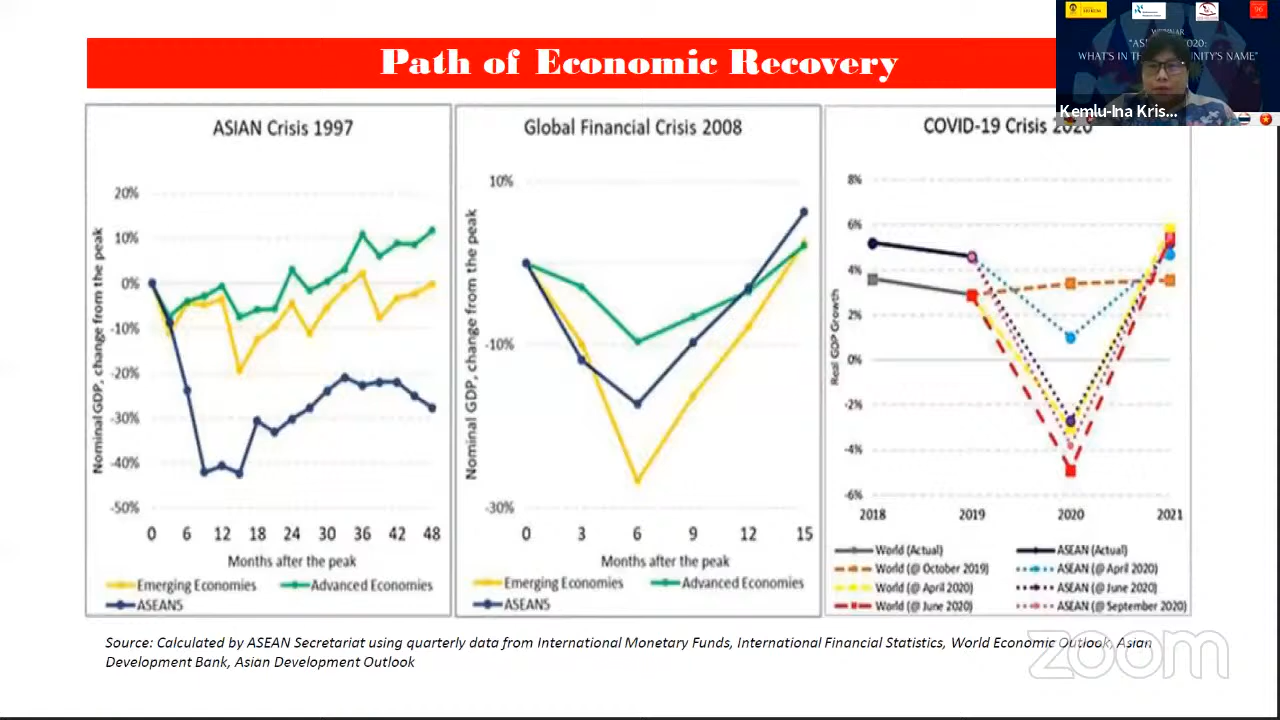 Path of Economic Recovery
WEBINAR
Kemlu-Ina Kris...
ASIAN Crisis 1997
Nominal GDP, change from the peak
20%
10%
0%
-10%
-20%
-30%
-40%
-50%
0 6 12 18 24 30 36 42 48
Months after the peak
Emerging Economies
Advanced Economies
ASEAN5
Global Financial Crisis 2008
Nominal GDP, change from the peak
10%
-10%
-30%
0 3 6 9 12 15
Months after the peak
Emerging Economies
Advanced Economies
ASEAN5
COVID-19 Crisis 2020
Real GDP Growth
8%
6%
4%
2%
0%
-2%
-4%
-6%
2018 2019 2020 2021
World (Actual)
ASEAN (Actual)
World (@ October 2019)
ASEAN (@ April 2020)
World (@ April 2020)
ASEAN (@ June 2020)
World (@ June 2020)
ASEAN (@ September 2020)
Source: Calculated by ASEAN Secretariat using quarterly data from International Monetary Funds, International Financial Statistics, World Economic Outlook, Asian
Development Bank, Asian Development Outlook
zoom